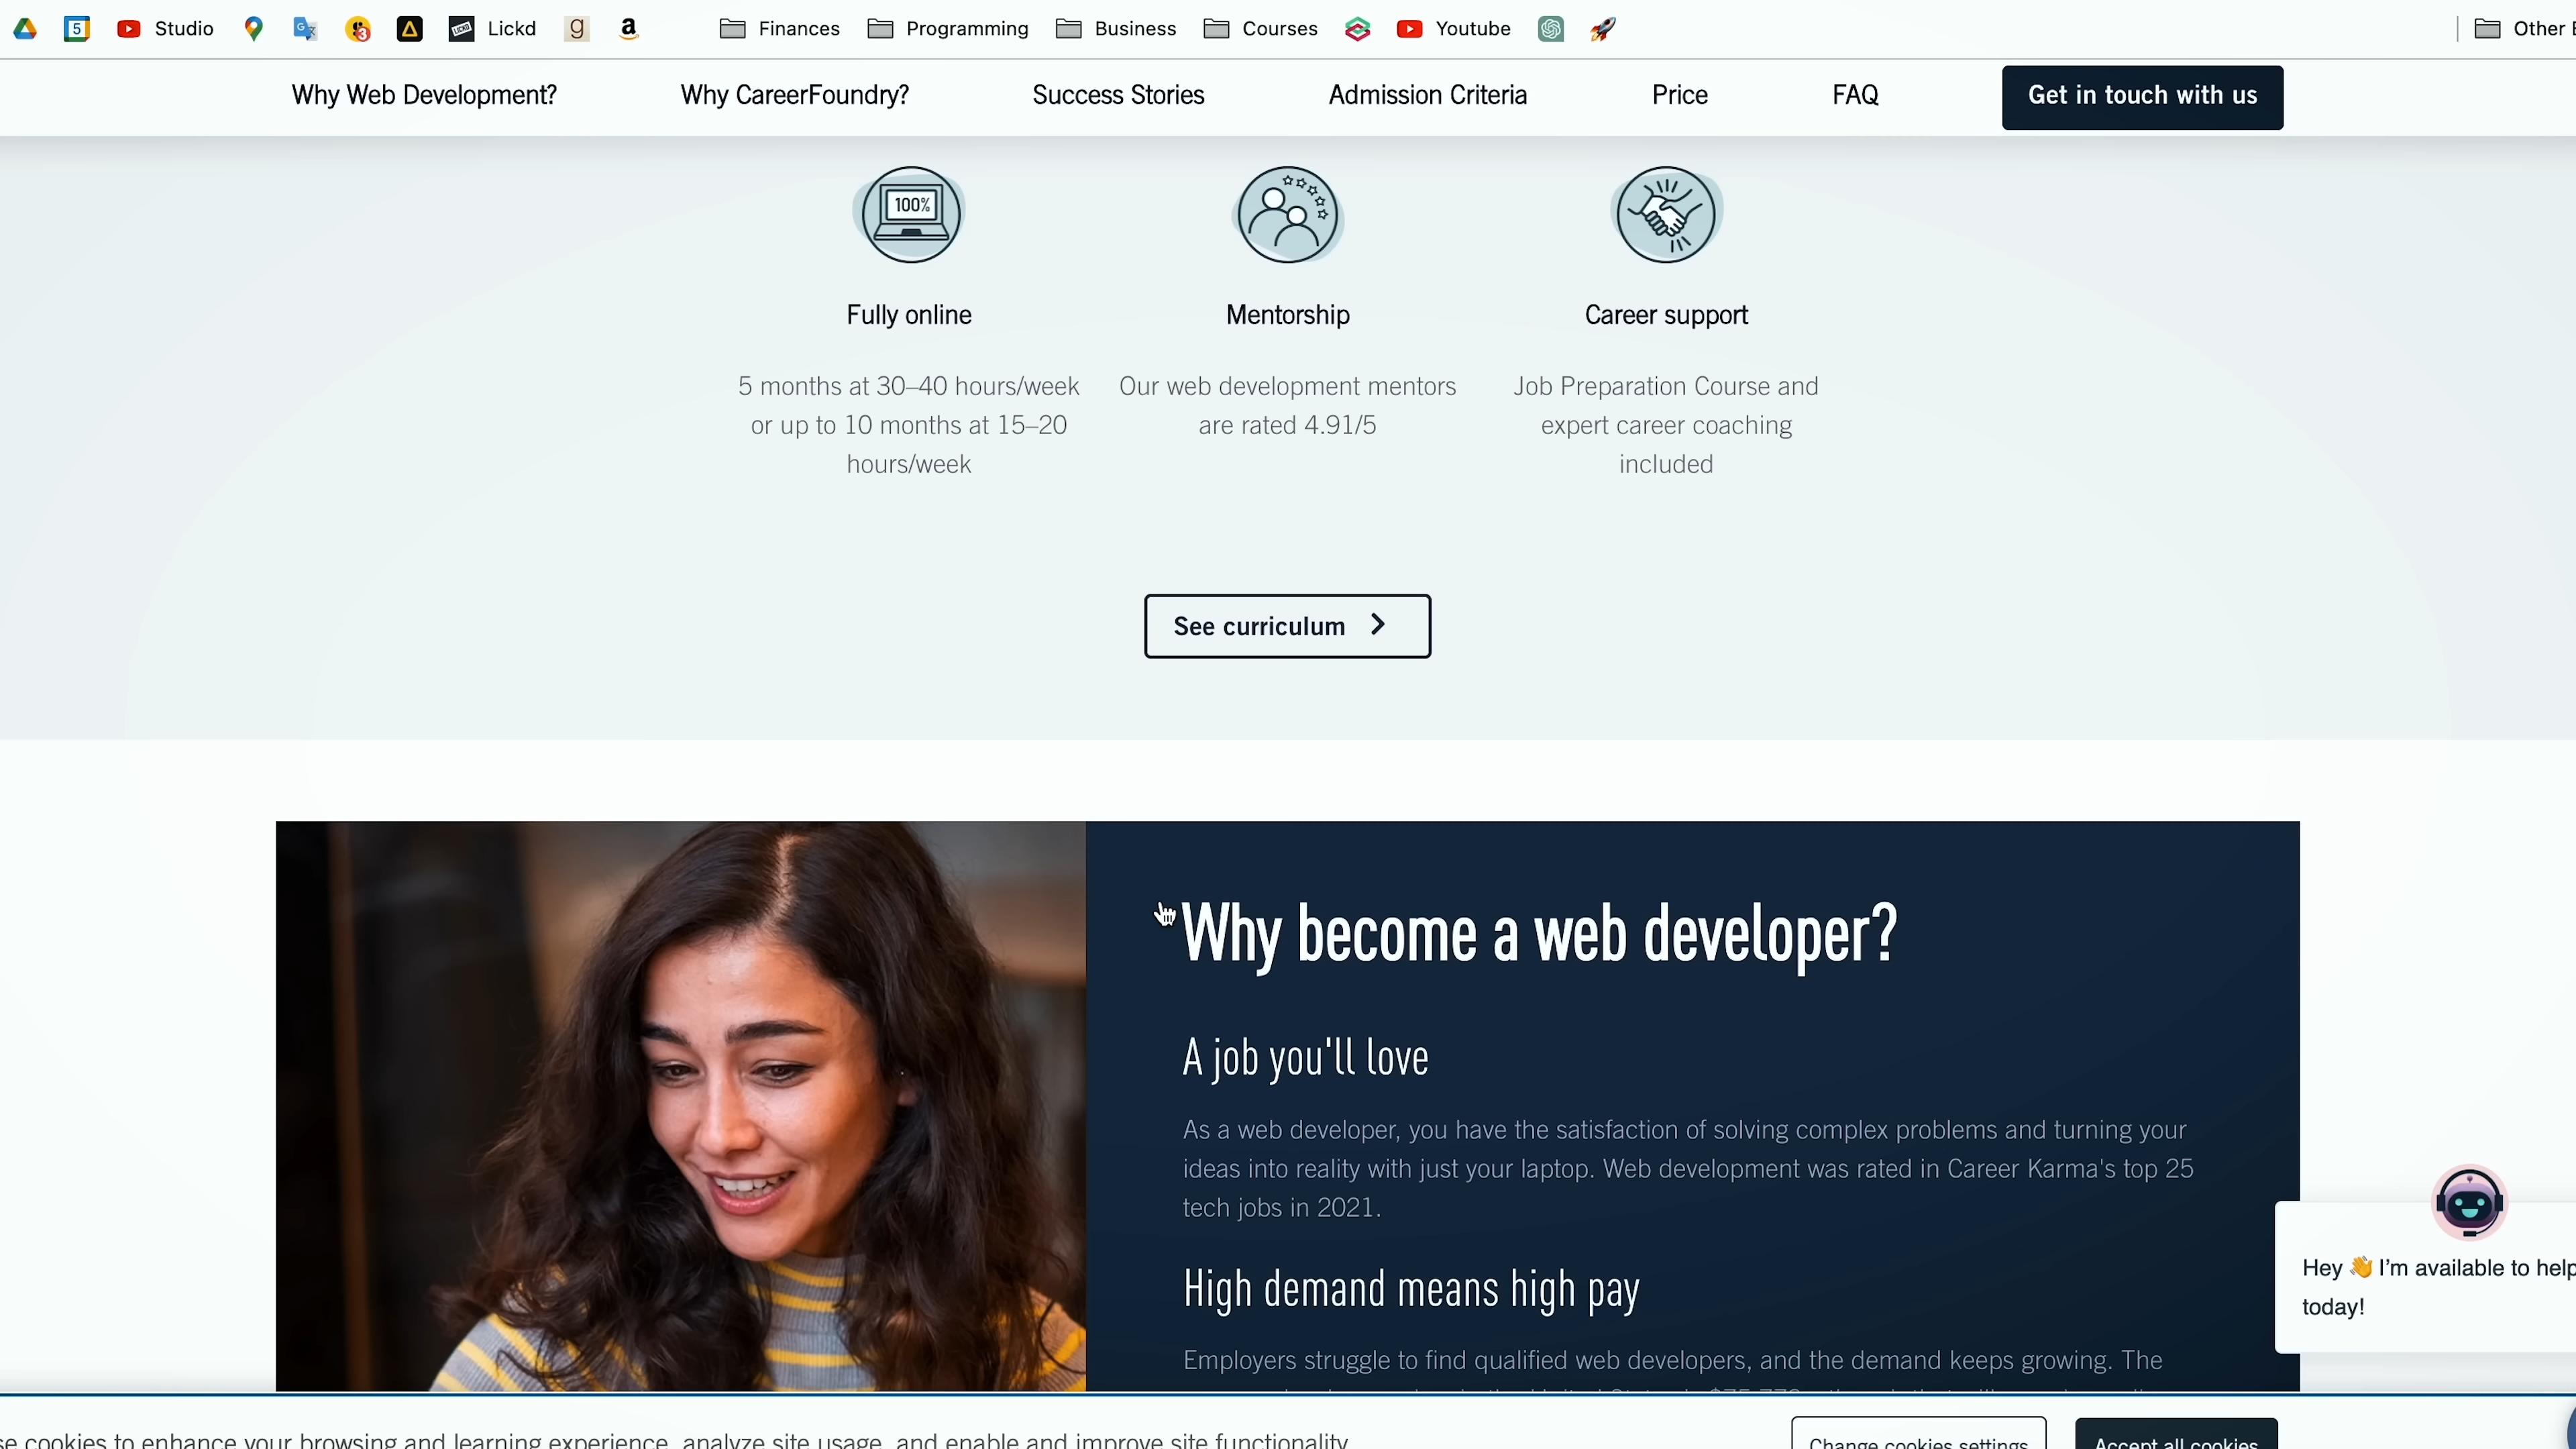 5 Studio G 3 LICKD Lickd g a Finances Programming Business Courses Youtube Other
Why Web Development? Why CareerFoundry? Success Stories Admission Criteria Price FAQ Get in touch with us
100%
Fully online Mentorship Career support
5 months at 30–40 hours/week Our web development mentors Job Preparation Course and
or up to 10 months at 15–20 are rated 4.91/5 expert career coaching
hours/week included
See curriculum
Why become a web developer?
A job you'll love
As a web developer, you have the satisfaction of solving complex problems and turning your
ideas into reality with just your laptop. Web development was rated in Career Karma's top 25
tech jobs in 2021.
High demand means high pay
Employers struggle to find qualified web developers, and the demand keeps growing. The
Hey 👋 I'm available to help
today!
cookies to enhance your browsing and learning experience, analyze site usage, and enable and improve site functionality. Change cookies settings Accept all cookies